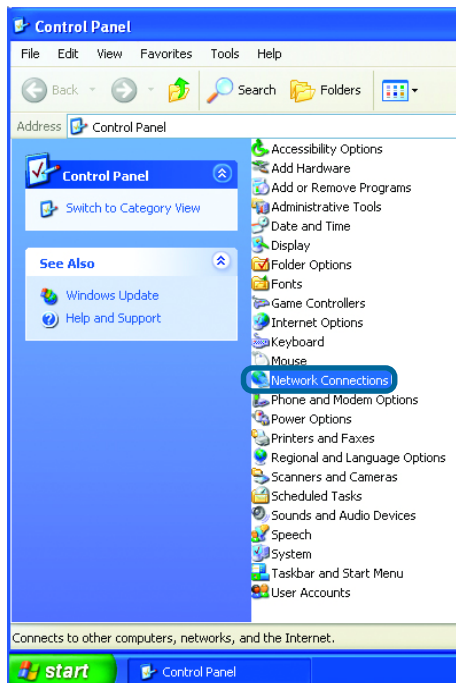 Control Panel
File Edit View Favorites Tools Help
Back Search Folders
Address Control Panel
Control Panel
Switch to Category View
See Also
Windows Update
Help and Support
Accessibility Options
Add Hardware
Add or Remove Programs
Administrative Tools
Date and Time
Display
Folder Options
Fonts
Game Controllers
Internet Options
Keyboard
Mouse
Network Connections
Phone and Modem Options
Power Options
Printers and Faxes
Regional and Language Options
Scanners and Cameras
Scheduled Tasks
Sounds and Audio Devices
Speech
System
Taskbar and Start Menu
User Accounts
Connects to other computers, networks, and the Internet.
start Control Panel